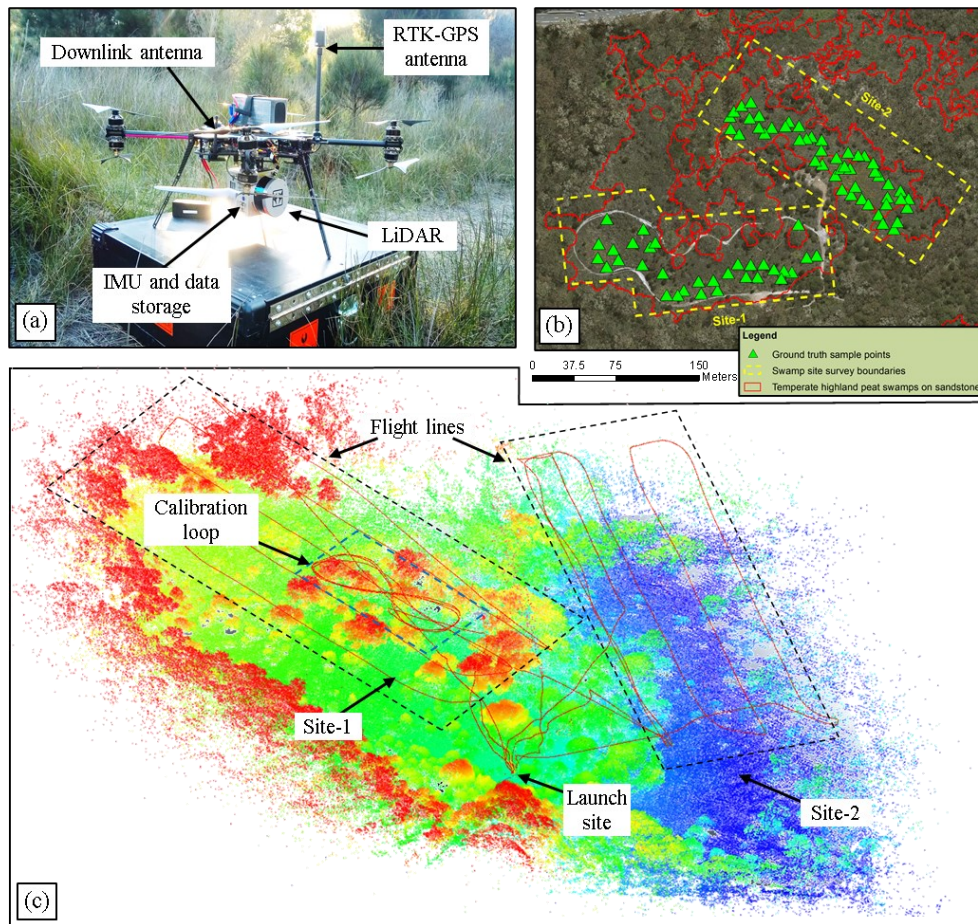 Downlink antenna
RTK-GPS
antenna
LiDAR
IMU and data
storage
(a)
Site-2
Site-1
(b)
Legend
Ground truth sample points
Swamp site survey boundaries
Temperate highland peat swamps on sandstone
0 37.5 75 150
Meters
Flight lines
Calibration
loop
Site-1
Launch
site
Site-2
(c)